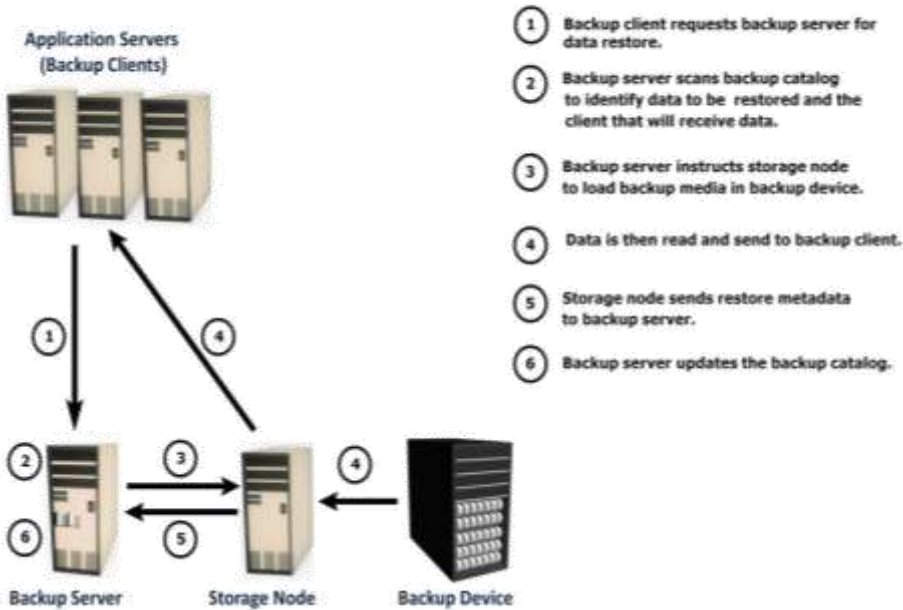 Application Servers
(Backup Clients)
1
4
2
3
4
6
5
Backup Server
Storage Node
Backup Device
1 Backup client requests backup server for
data restore.
2 Backup server scans backup catalog
to identify data to be restored and the
client that will receive data.
3 Backup server instructs storage node
to load backup media in backup device.
4 Data is then read and send to backup client.
5 Storage node sends restore metadata
to backup server.
6 Backup server updates the backup catalog.